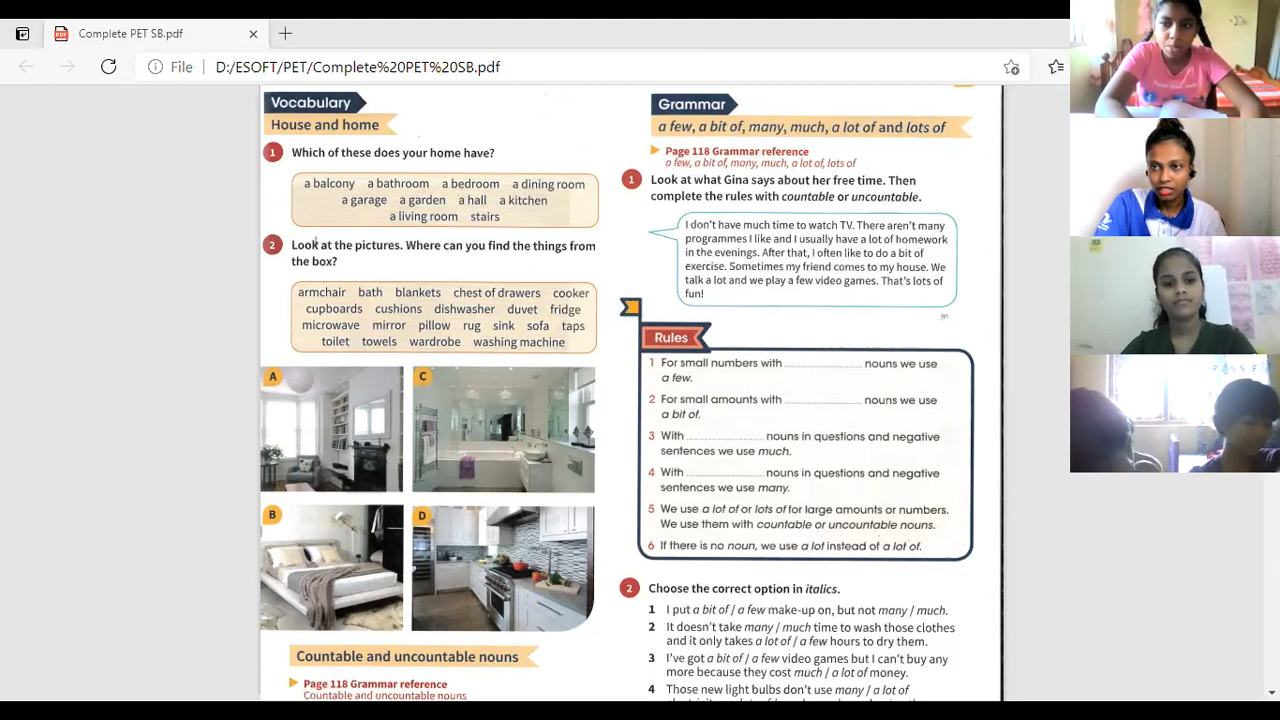 Complete PET SB.pdf
File D:/ESOFT/PET/Complete%20PET%20SB.pdf
Vocabulary
House and home
1 Which of these does your home have?
a balcony a bathroom a bedroom a dining room
a garage a garden a hall a kitchen
a living room stairs
2 Look at the pictures. Where can you find the things from
the box?
armchair bath blankets chest of drawers cooker
cupboards cushions dishwasher duvet fridge
microwave mirror pillow rug sink sofa taps
toilet towels wardrobe washing machine
A
C
B
D
Countable and uncountable nouns
Page 118 Grammar reference
Countable and uncountable nouns
Grammar
a few, a bit of, many, much, a lot of and lots of
Page 118 Grammar reference
a few, a bit of, many, much, a lot of, lots of
1 Look at what Gina says about her free time. Then
complete the rules with countable or uncountable.
I don't have much time to watch TV. There aren't many
programmes I like and I usually have a lot of homework
in the evenings. After that, I often like to do a bit of
exercise. Sometimes my friend comes to my house. We
talk a lot and we play a few video games. That's lots of
fun!
Rules
1 For small numbers with .................... nouns we use
a few.
2 For small amounts with .................... nouns we use
a bit of.
3 With .................... nouns in questions and negative
sentences we use much.
4 With .................... nouns in questions and negative
sentences we use many.
5 We use a lot of or lots of for large amounts or numbers.
We use them with countable or uncountable nouns.
6 If there is no noun, we use a lot instead of a lot of.
2 Choose the correct option in italics.
1 I put a bit of / a few make-up on, but not many / much.
2 It doesn't take many / much time to wash those clothes
and it only takes a lot of / a few hours to dry them.
3 I've got a bit of / a few video games but I can't buy any
more because they cost much / a lot of money.
4 Those new light bulbs don't use many / a lot of